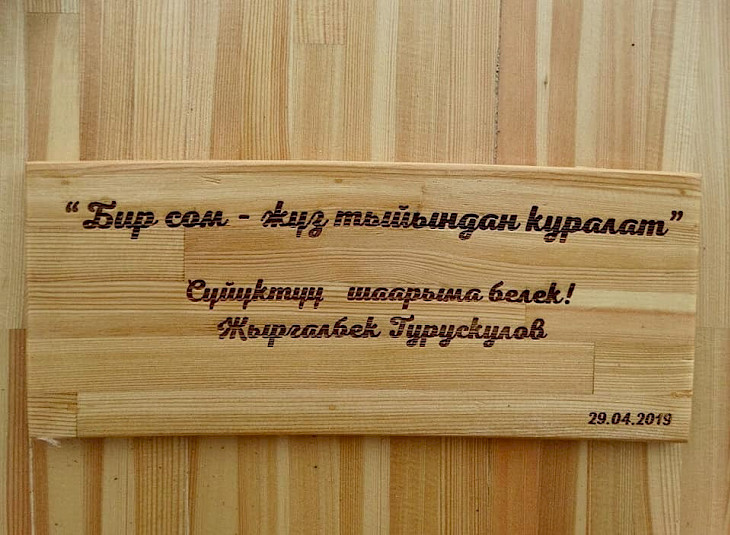 “Бир сом - жүз тыйындан куралат”
Сүйүктүү шаарыма белек!
Жыргалбек Турускулов
29.04.2019